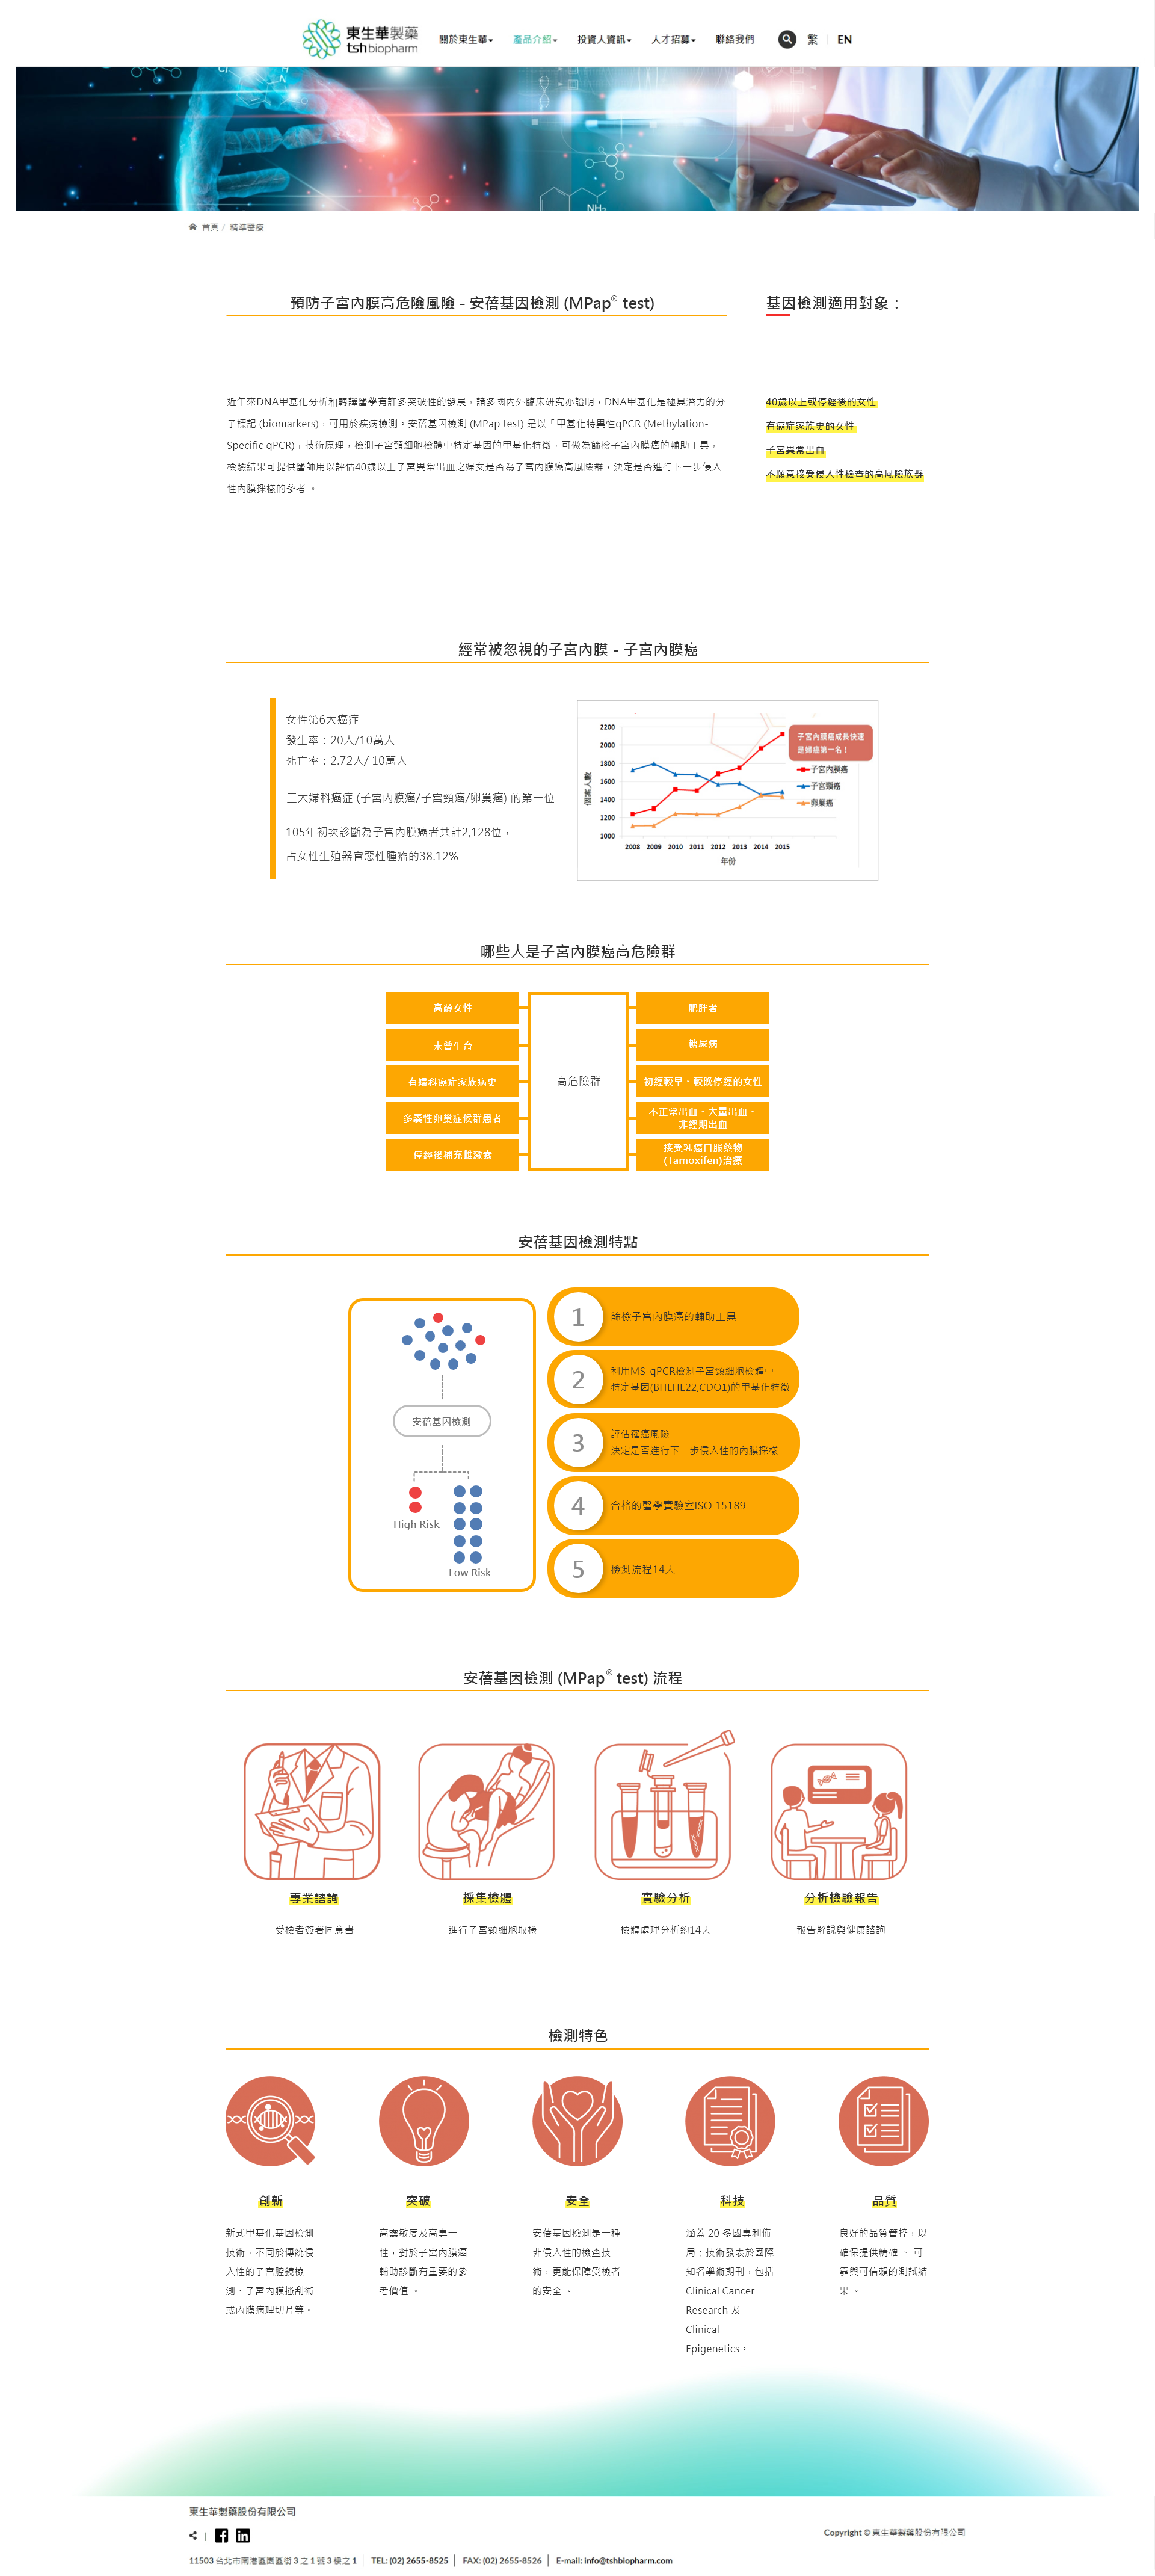 東生華製藥
tshbiopharm
關於東生華
產品介紹
投資人資訊
人才招募
聯絡我們
繁
EN
NH₂
首頁 / 精準醫療
預防子宮內膜高危險風險 - 安蓓基因檢測 (MPap® test)
近年來DNA甲基化分析和轉譯醫學有許多突破性的發展，諸多國內外臨床研究亦證明，DNA甲基化是極具潛力的分
子標記 (biomarkers)，可用於疾病檢測。安蓓基因檢測 (MPap test) 是以「甲基化特異性qPCR (Methylation-
Specific qPCR)」技術原理，檢測子宮頸細胞檢體中特定基因的甲基化特徵，可做為篩檢子宮內膜癌的輔助工具，
檢驗結果可提供醫師用以評估40歲以上子宮異常出血之婦女是否為子宮內膜癌高風險群，決定是否進行下一步侵入
性內膜採樣的參考 。
基因檢測適用對象：
40歲以上或停經後的女性
有癌症家族史的女性
子宮異常出血
不願意接受侵入性檢查的高風險族群
經常被忽視的子宮內膜 - 子宮內膜癌
女性第6大癌症
發生率：20人/10萬人
死亡率：2.72人/ 10萬人
三大婦科癌症 (子宮內膜癌/子宮頸癌/卵巢癌) 的第一位
105年初次診斷為子宮內膜癌者共計2,128位，
占女性生殖器官惡性腫瘤的38.12%
個案人數
2200
2000
1800
1600
1400
1200
1000
2008 2009 2010 2011 2012 2013 2014 2015
年份
子宮內膜癌成長快速
是婦癌第一名！
子宮內膜癌
子宮頸癌
卵巢癌
哪些人是子宮內膜癌高危險群
高齡女性
未曾生育
有婦科癌症家族病史
多囊性卵巢症候群患者
停經後補充雌激素
高危險群
肥胖者
糖尿病
初經較早、較晚停經的女性
不正常出血、大量出血、
非經期出血
接受乳癌口服藥物
(Tamoxifen)治療
安蓓基因檢測特點
安蓓基因檢測
High Risk
Low Risk
1
篩檢子宮內膜癌的輔助工具
2
利用MS-qPCR檢測子宮頸細胞檢體中
特定基因(BHLHE22,CDO1)的甲基化特徵
3
評估罹癌風險
決定是否進行下一步侵入性的內膜採樣
4
合格的醫學實驗室ISO 15189
5
檢測流程14天
安蓓基因檢測 (MPap® test) 流程
專業諮詢
受檢者簽署同意書
採集檢體
進行子宮頸細胞取樣
實驗分析
檢體處理分析約14天
分析檢驗報告
報告解說與健康諮詢
檢測特色
創新
新式甲基化基因檢測
技術，不同於傳統侵
入性的子宮腔鏡檢
測、子宮內膜搔刮術
或內膜病理切片等。
突破
高靈敏度及高專一
性，對於子宮內膜癌
輔助診斷有重要的參
考價值 。
安全
安蓓基因檢測是一種
非侵入性的檢查技
術，更能保障受檢者
的安全 。
科技
涵蓋 20 多國專利佈
局；技術發表於國際
知名學術期刊，包括
Clinical Cancer
Research 及
Clinical
Epigenetics。
品質
良好的品質管控，以
確保提供精確 、 可
靠與可信賴的測試結
果 。
東生華製藥股份有限公司
Copyright © 東生華製藥股份有限公司
11503 台北市南港區園區街 3 之 1 號 3 樓之 1 | TEL: (02) 2655-8525 | FAX: (02) 2655-8526 | E-mail: info@tshbiopharm.com